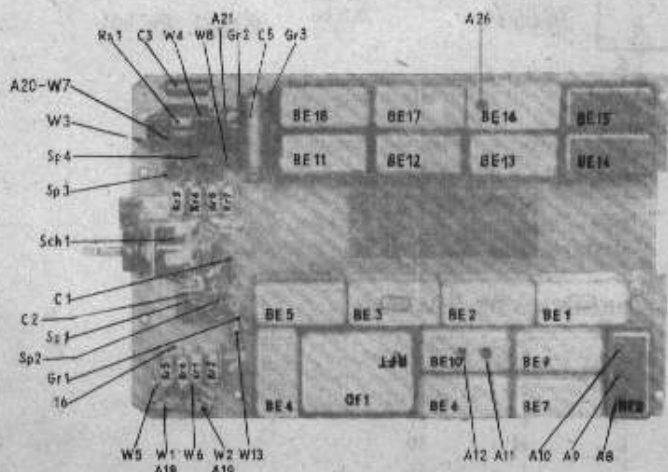 A21
Rs1 C3 W4 W8 Gr2 C5 Gr3 A26
A20-W7
W3
Sp4
Sp3
Sch1
C1
C2
Sp2
Gr1
16
W5 W1 W6 W2 W13 A12 A11 A10 A9 A8
A18 A19
BE18 BE17 BE16 BE15
BE11 BE12 BE13 BE14
BE5 BE3 BE2 BE1
BE4 Of1 RFT BE10 BE9
BE6 BE7